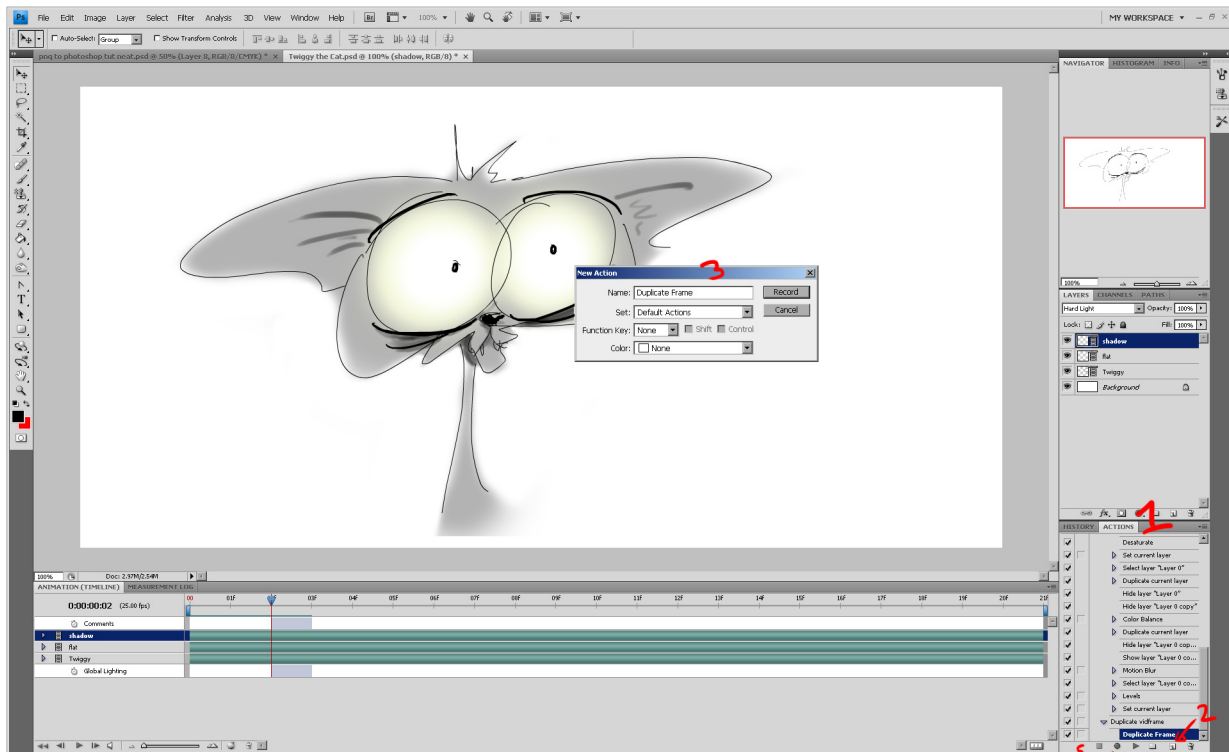 Ps File Edit Image Layer Select Filter Analysis 3D View Window Help Br 100% MY WORKSPACE
Auto-Select: Group Show Transform Controls
png to photoshop tut neat.psd @ 50% (Layer 8, RGB/8/CMYK) * × Twiggy the Cat.psd @ 100% (shadow, RGB/8) * ×
NAVIGATOR HISTOGRAM INFO
100%
LAYERS CHANNELS PATHS
Hard Light Opacity: 100%
Lock: Fill: 100%
shadow
flat
Twiggy
Background
New Action 3
Name: Duplicate Frame Record
Set: Default Actions Cancel
Function Key: None Shift Control
Color: None
1
HISTORY ACTIONS
Desaturate
Set current layer
Select layer "Layer 0"
Duplicate current layer
Hide layer "Layer 0"
Hide layer "Layer 0 copy"
Color Balance
Duplicate current layer
Hide layer "Layer 0 cop...
Show layer "Layer 0 co...
Motion Blur
Select layer "Layer 0 co...
Levels
Set current layer
Duplicate vidframe
Duplicate Frame
2
100% Doc: 2.97M/2.54M
ANIMATION (TIMELINE) MEASUREMENT LOG
0:00:00:02 (25.00 fps) 00 01F 03F 04F 05F 06F 07F 08F 09F 10F 11F 12F 13F 14F 15F 16F 17F 18F 19F 20F 21F
Comments
shadow
flat
Twiggy
Global Lighting